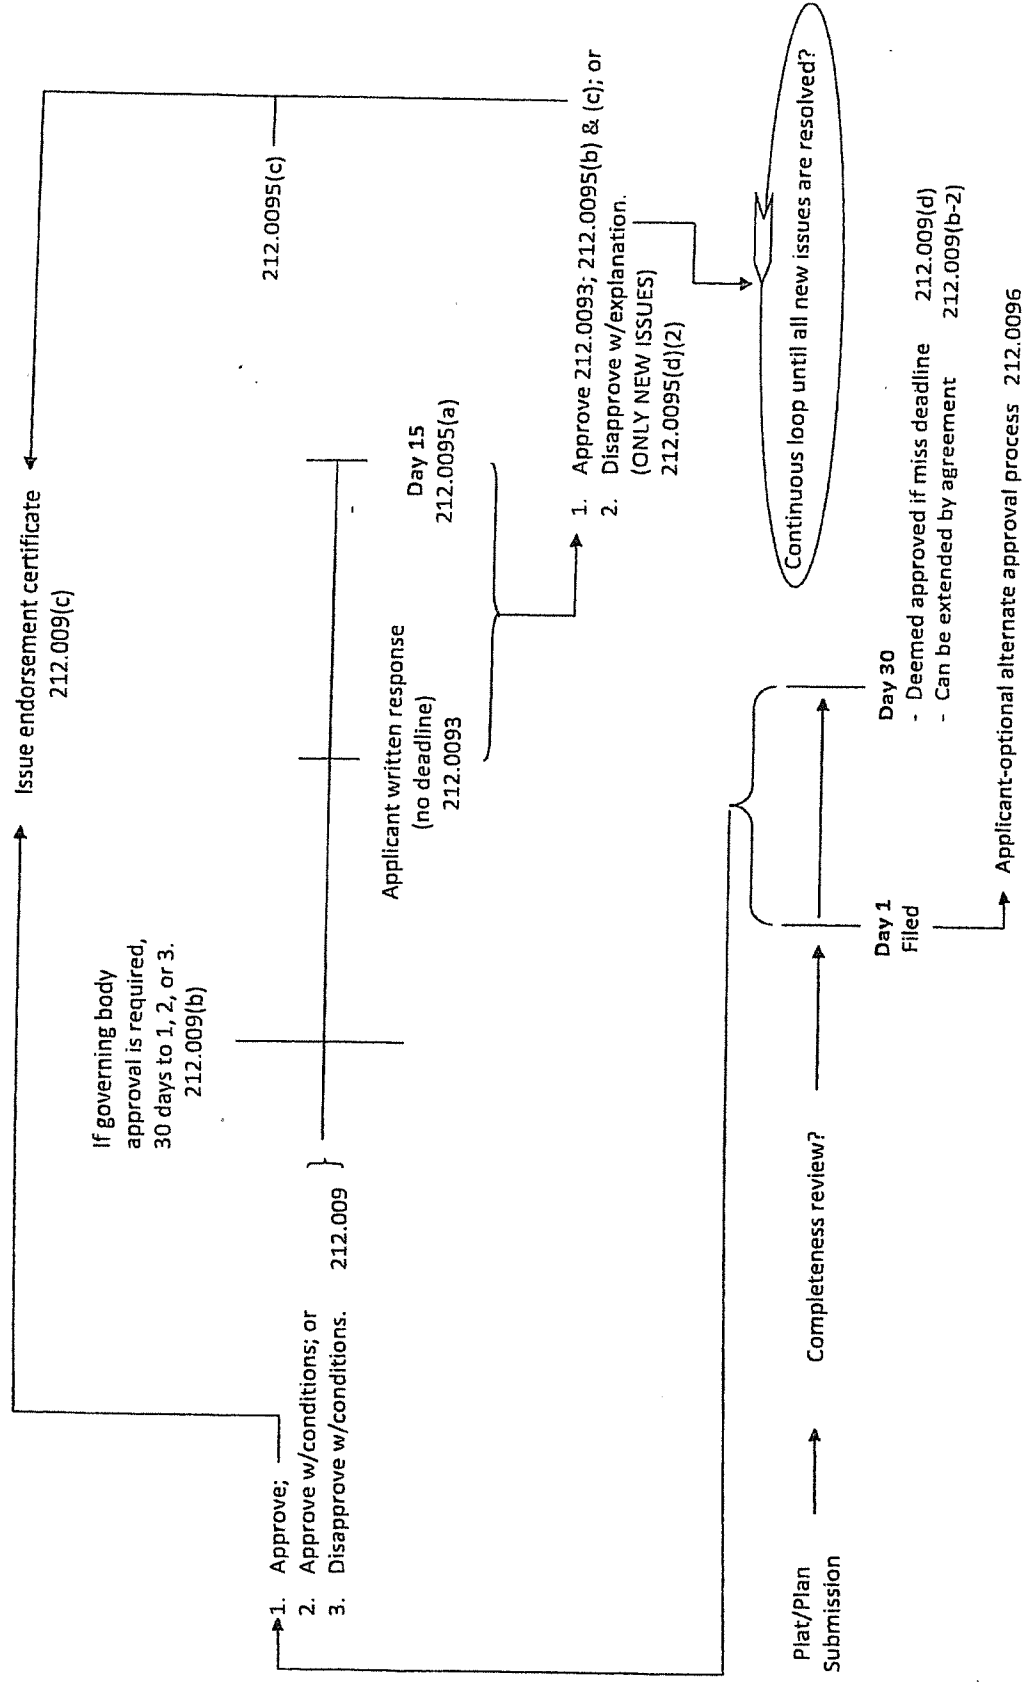 Issue endorsement certificate
212.009(c)
If governing body
approval is required,
30 days to 1, 2, or 3.
212.009(b)
212.0095(c)
1. Approve;
2. Approve w/conditions; or
3. Disapprove w/conditions. 212.009
Applicant written response
(no deadline)
212.0093
Day 15
212.0095(a)
1. Approve 212.0093; 212.0095(b) & (c); or
2. Disapprove w/explanation.
(ONLY NEW ISSUES)
212.0095(d)(2)
Continuous loop until all new issues are resolved?
Plat/Plan
Submission
Completeness review?
Day 1
Filed
Day 30
- Deemed approved if miss deadline 212.009(d)
- Can be extended by agreement 212.009(b-2)
Applicant-optional alternate approval process 212.0096